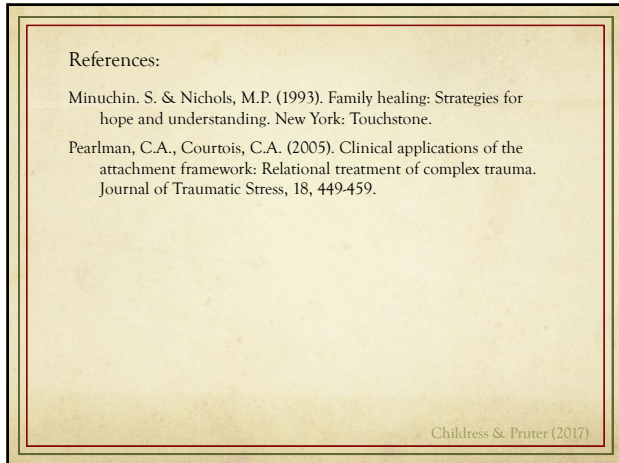 References:
Minuchin. S. & Nichols, M.P. (1993). Family healing: Strategies for
hope and understanding. New York: Touchstone.
Pearlman, C.A., Courtois, C.A. (2005). Clinical applications of the
attachment framework: Relational treatment of complex trauma.
Journal of Traumatic Stress, 18, 449-459.
Childress & Pruter (2017)